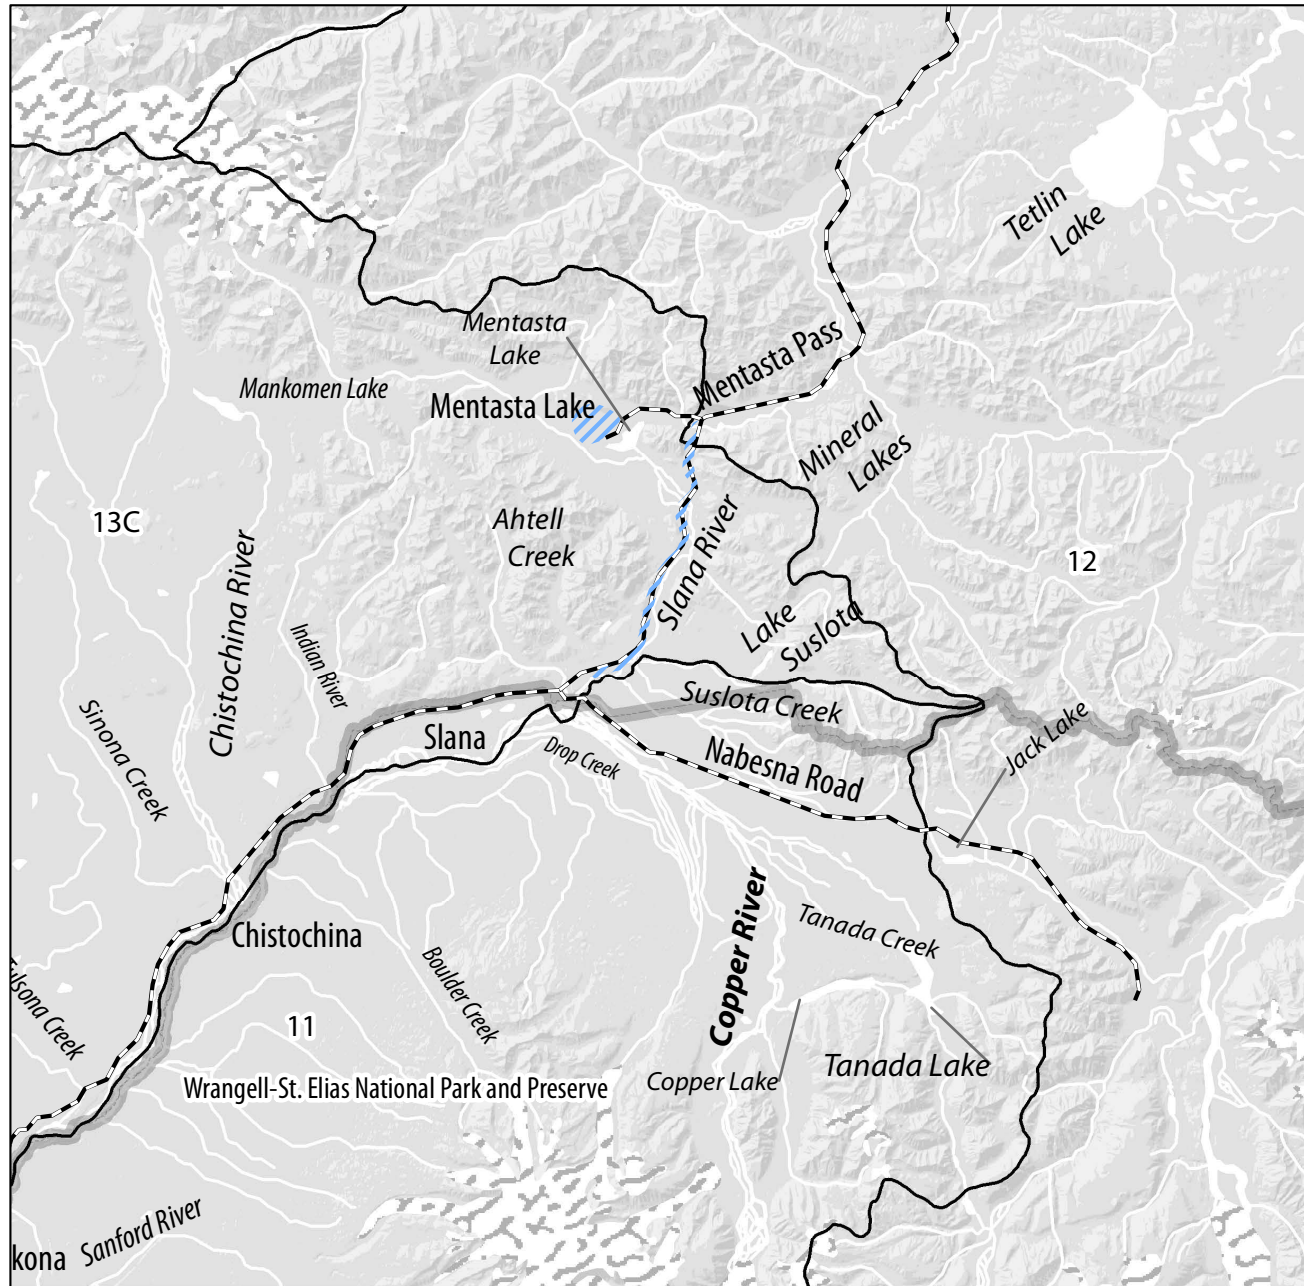 Tetlin
Lake
Mentasta
Lake
Mentasta Pass
Mankomen Lake
Mentasta Lake
Mineral
Lakes
13C
Ahtell
Creek
12
Chistochina River
Slana River
Lake
Suslota
Indian River
Suslota Creek
Sinona Creek
Slana
Drop Creek
Nabesna Road
Jack Lake
Chistochina
Copper River
Tanada Creek
Tulsona Creek
Boulder Creek
11
Wrangell-St. Elias National Park and Preserve
Copper Lake
Tanada Lake
Sanford River
kona